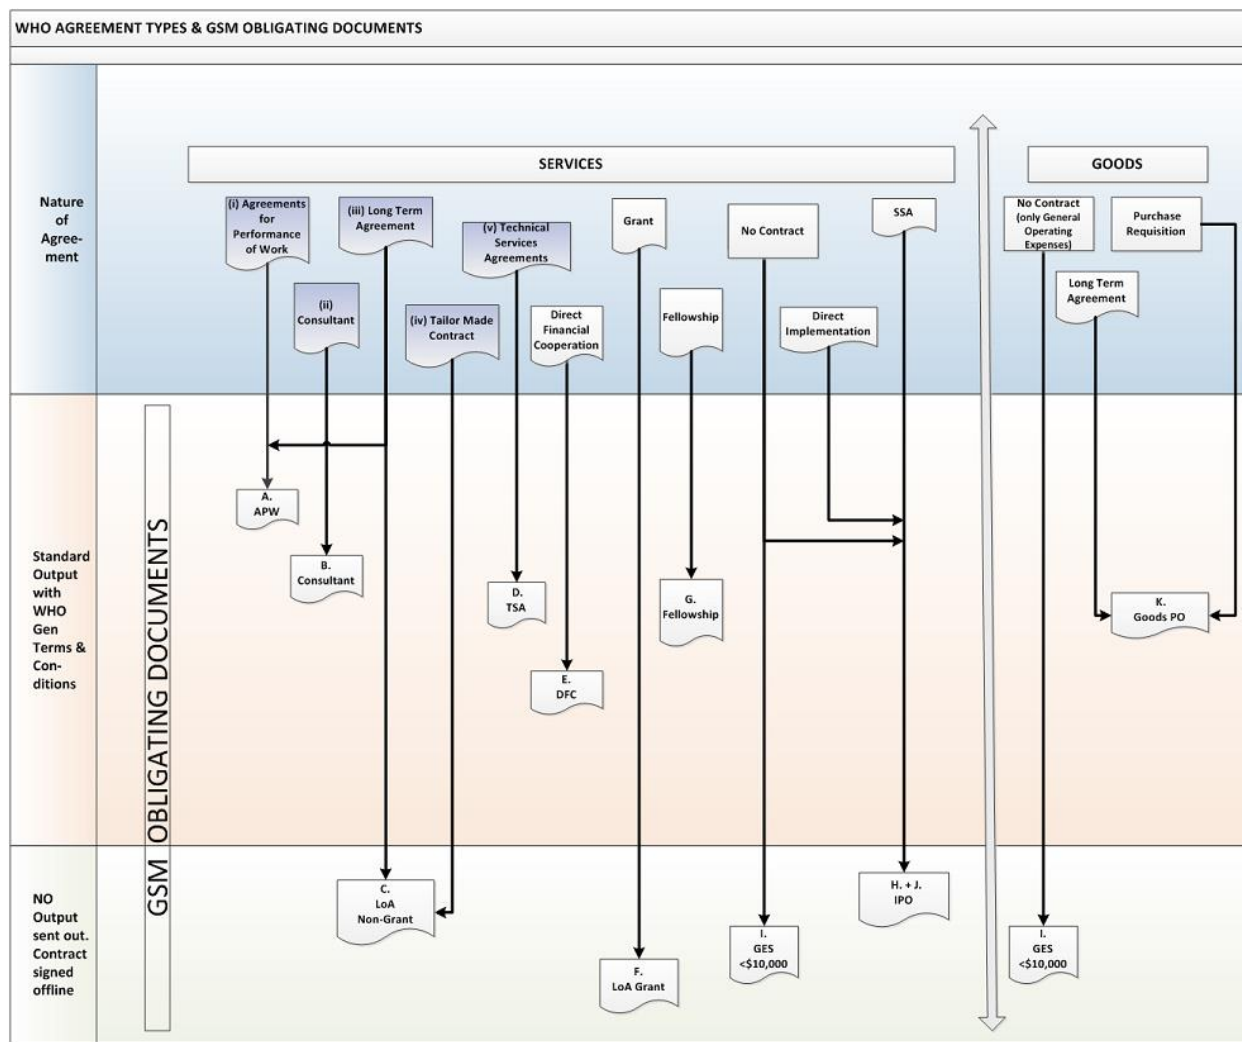 WHO AGREEMENT TYPES & GSM OBLIGATING DOCUMENTS
Nature
of
Agree-
ment
SERVICES
GOODS
(i) Agreements
for
Performance
of Work
(iii) Long Term
Agreement
(v) Technical
Services
Agreements
Grant
No Contract
SSA
No Contract
(only General
Operating
Expenses)
Purchase
Requisition
(ii)
Consultant
(iv) Tailor Made
Contract
Direct
Financial
Cooperation
Fellowship
Direct
Implementation
Long Term
Agreement
Standard
Output
with
WHO
Gen
Terms &
Con-
ditions
GSM OBLIGATING DOCUMENTS
A.
APW
B.
Consultant
D.
TSA
G.
Fellowship
K.
Goods PO
E.
DFC
NO
Output
sent out.
Contract
signed
offline
C.
LoA
Non-Grant
H. + J.
IPO
I.
GES
<$10,000
I.
GES
<$10,000
F.
LoA Grant